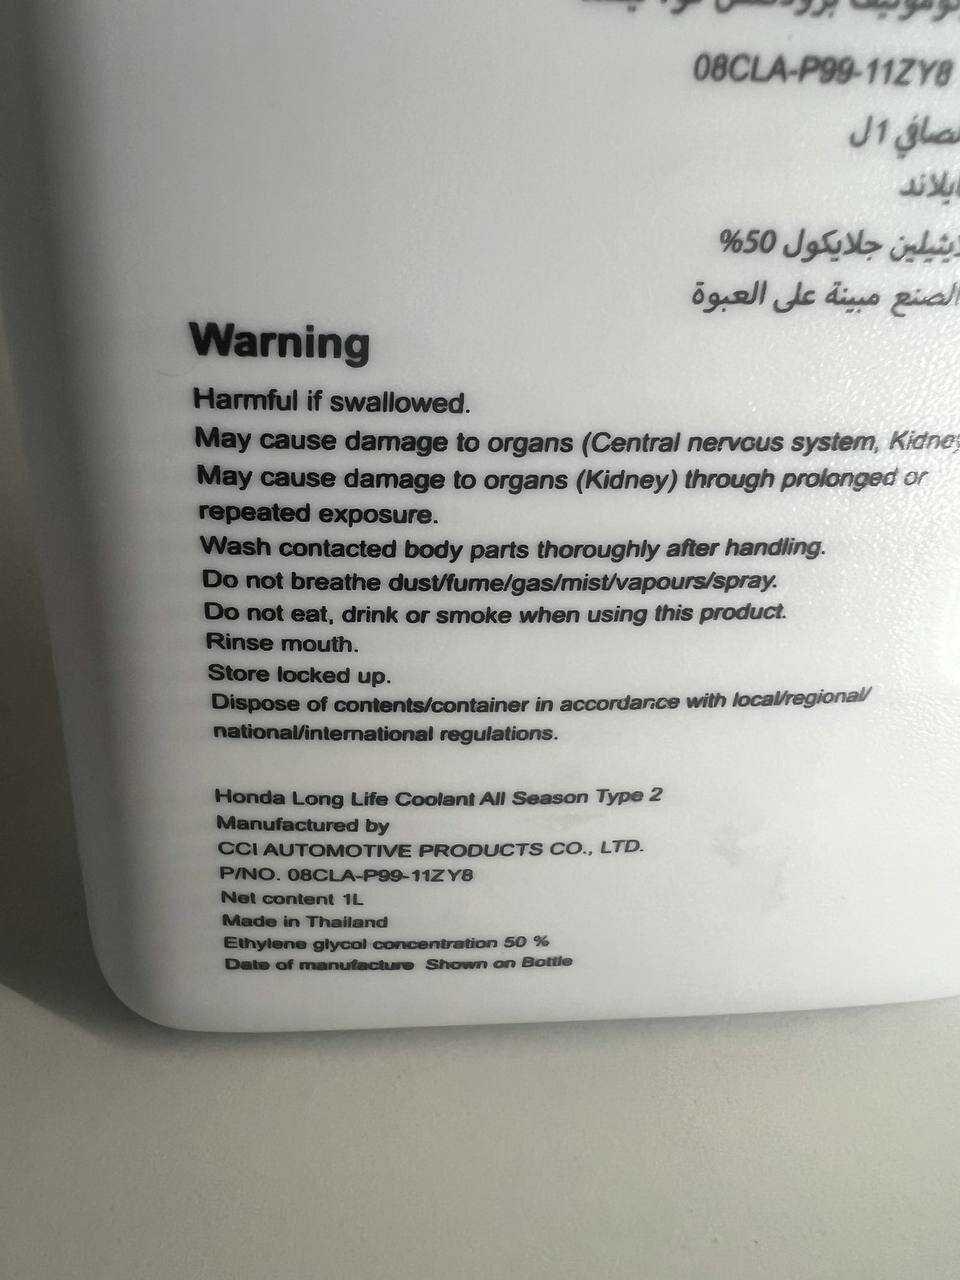 08CLA-P99-11ZY8
1ل
جلايكول 50%
مبينة على العبوة
Warning
Harmful if swallowed.
May cause damage to organs (Central nervous system, Kidney
May cause damage to organs (Kidney) through prolonged or
repeated exposure.
Wash contacted body parts thoroughly after handling.
Do not breathe dust/fume/gas/mist/vapours/spray.
Do not eat, drink or smoke when using this product.
Rinse mouth.
Store locked up.
Dispose of contents/container in accordance with local/regional/
national/international regulations.
Honda Long Life Coolant All Season Type 2
Manufactured by
CCI AUTOMOTIVE PRODUCTS CO., LTD.
P/NO. 08CLA-P99-11ZY8
Net content 1L
Made in Thailand
Ethylene glycol concentration 50 %
Date of manufacture Shown on Bottle